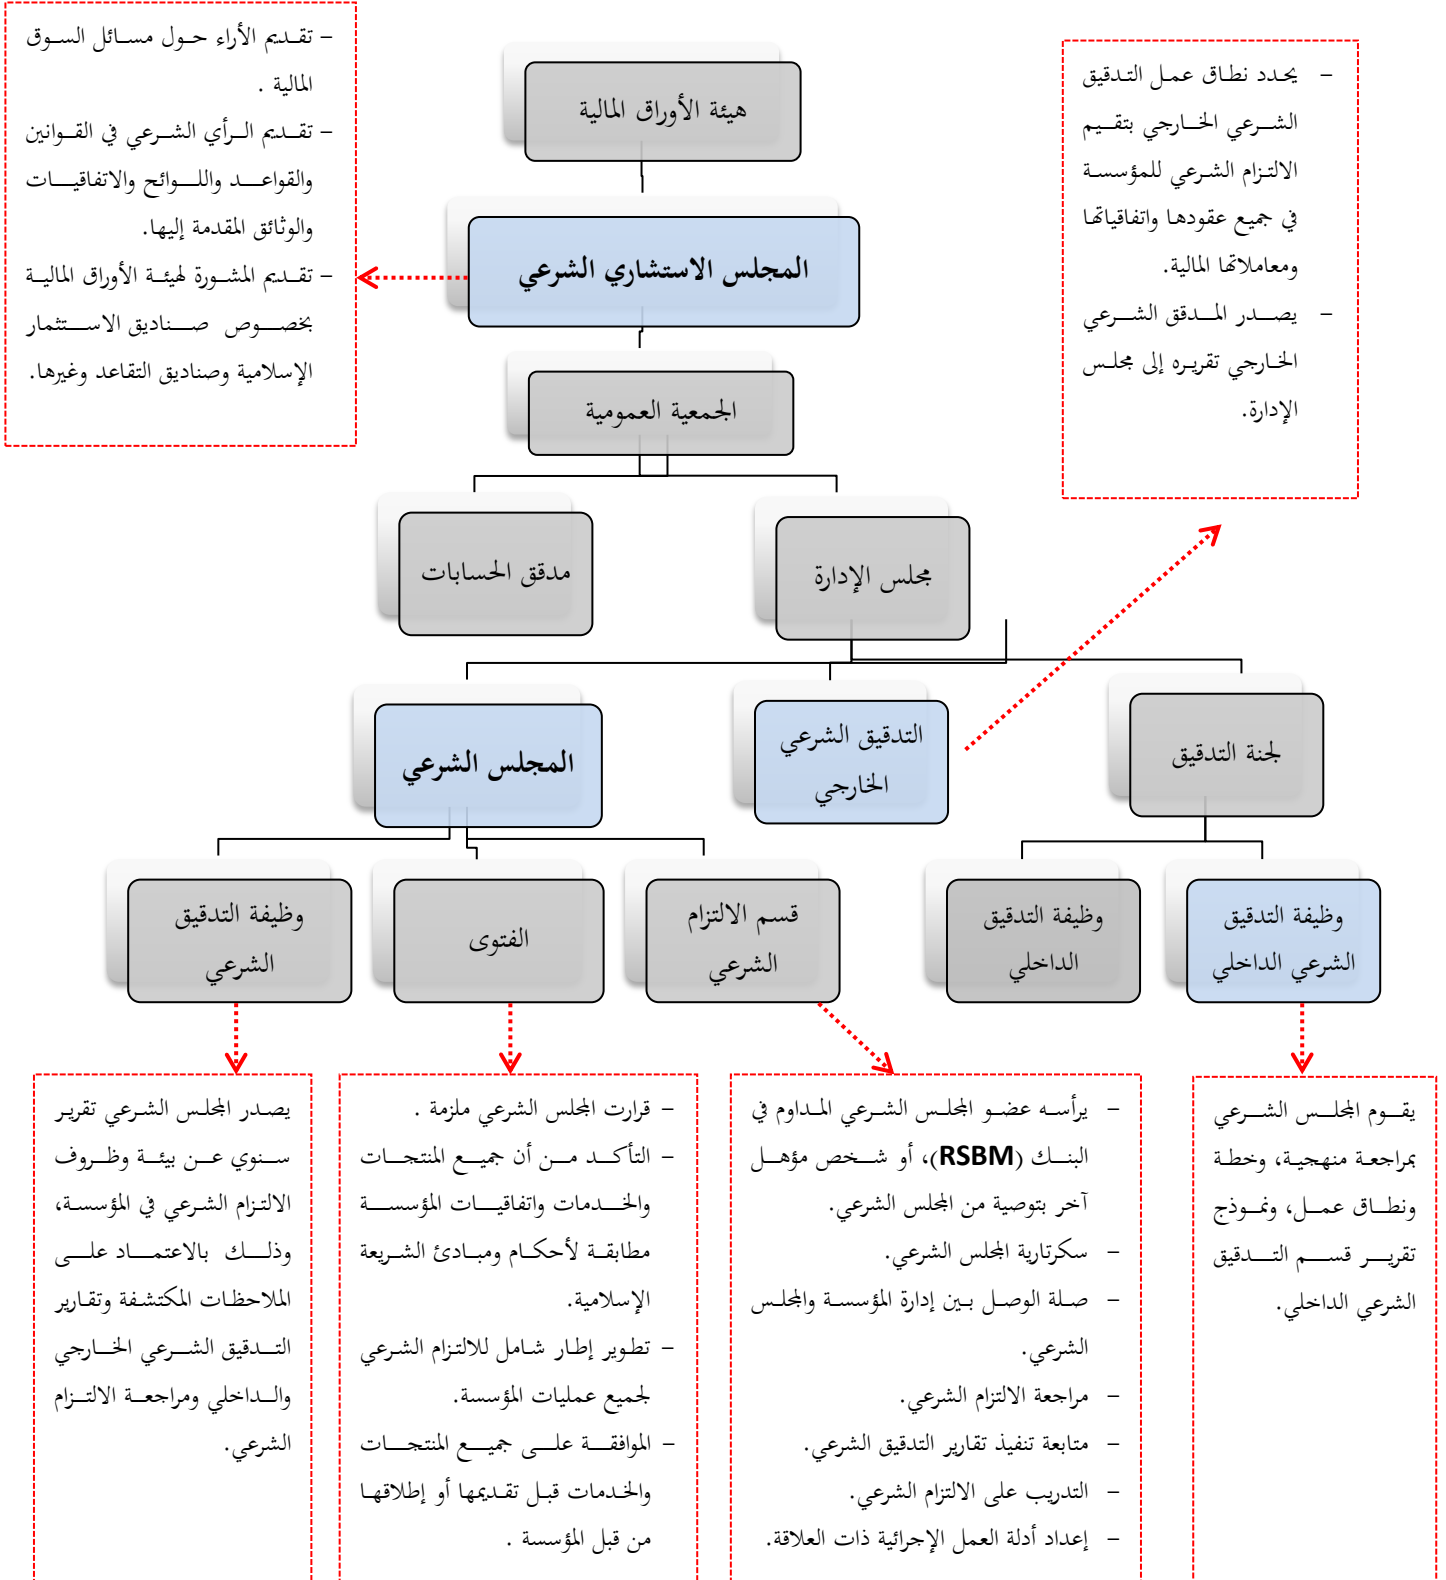 – تقديم الأراء حول مسائل السوق
المالية .
– تقديم الرأي الشرعي في القوانين
والقواعد واللوائح والاتفاقيات
والوثائق المقدمة إليها.
– تقديم المشورة لهيئة الأوراق المالية
بخصوص صناديق الاستثمار
الإسلامية وصناديق التقاعد وغيرها.
هيئة الأوراق المالية
– يحدد نطاق عمل التدقيق
الشرعي الخارجي بتقييم
الالتزام الشرعي للمؤسسة
في جميع عقودها واتفاقياتها
ومعاملاتها المالية.
– يصدر المدقق الشرعي
الخارجي تقريره إلى مجلس
الإدارة.
المجلس الاستشاري الشرعي
الجمعية العمومية
مدقق الحسابات
مجلس الإدارة
المجلس الشرعي
التدقيق الشرعي
الخارجي
لجنة التدقيق
وظيفة التدقيق
الشرعي
الفتوى
قسم الالتزام
الشرعي
وظيفة التدقيق
الداخلي
وظيفة التدقيق
الشرعي الداخلي
يصدر المجلس الشرعي تقرير
سنوي عن بيئة وظروف
الالتزام الشرعي في المؤسسة،
وذلك بالاعتماد على
الملاحظات المكتشفة وتقارير
التدقيق الشرعي الخارجي
والداخلي ومراجعة الالتزام
الشرعي.
– قرارت المجلس الشرعي ملزمة .
– التأكد من أن جميع المنتجات
والخدمات واتفاقيات المؤسسة
مطابقة لأحكام ومبادئ الشريعة
الإسلامية.
– تطوير إطار شامل للالتزام الشرعي
لجميع عمليات المؤسسة.
– الموافقة على جميع المنتجات
والخدمات قبل تقديمها أو إطلاقها
من قبل المؤسسة .
– يرأسه عضو المجلس الشرعي المداوم في
البنك (RSBM)، أو شخص مؤهل
آخر بتوصية من المجلس الشرعي.
– سكرتارية المجلس الشرعي.
– صلة الوصل بين إدارة المؤسسة والمجلس
الشرعي.
– مراجعة الالتزام الشرعي.
– متابعة تنفيذ تقارير التدقيق الشرعي.
– التدريب على الالتزام الشرعي.
– إعداد أدلة العمل الإجرائية ذات العلاقة.
يقوم المجلس الشرعي
بمراجعة منهجية، وخطة
ونطاق عمل، ونموذج
تقرير قسم التدقيق
الشرعي الداخلي.